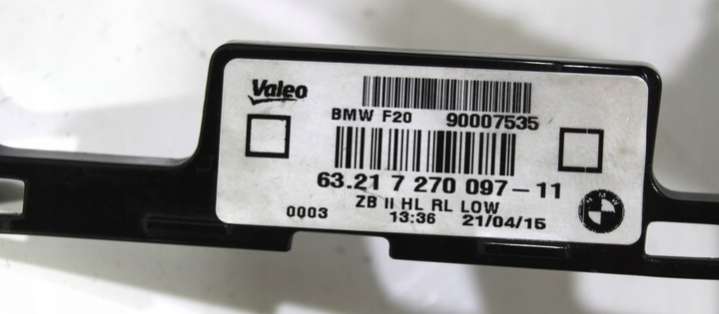 Valeo
BMW F20 90007535
63.21 7 270 097-11
ZB II HL RL LOW
0003 13:36 21/04/15
BMW